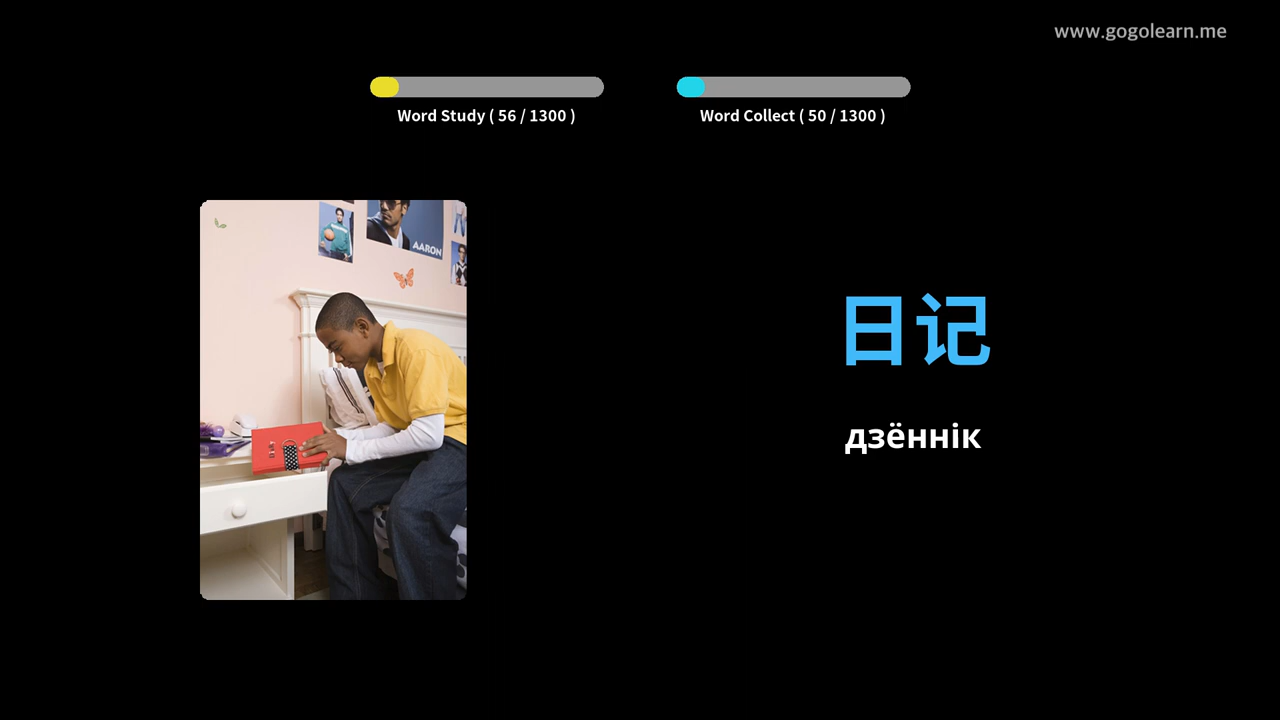 www.gogolearn.me
Word Study ( 56 / 1300 )
Word Collect ( 50 / 1300 )
AARON
日记
дзённік